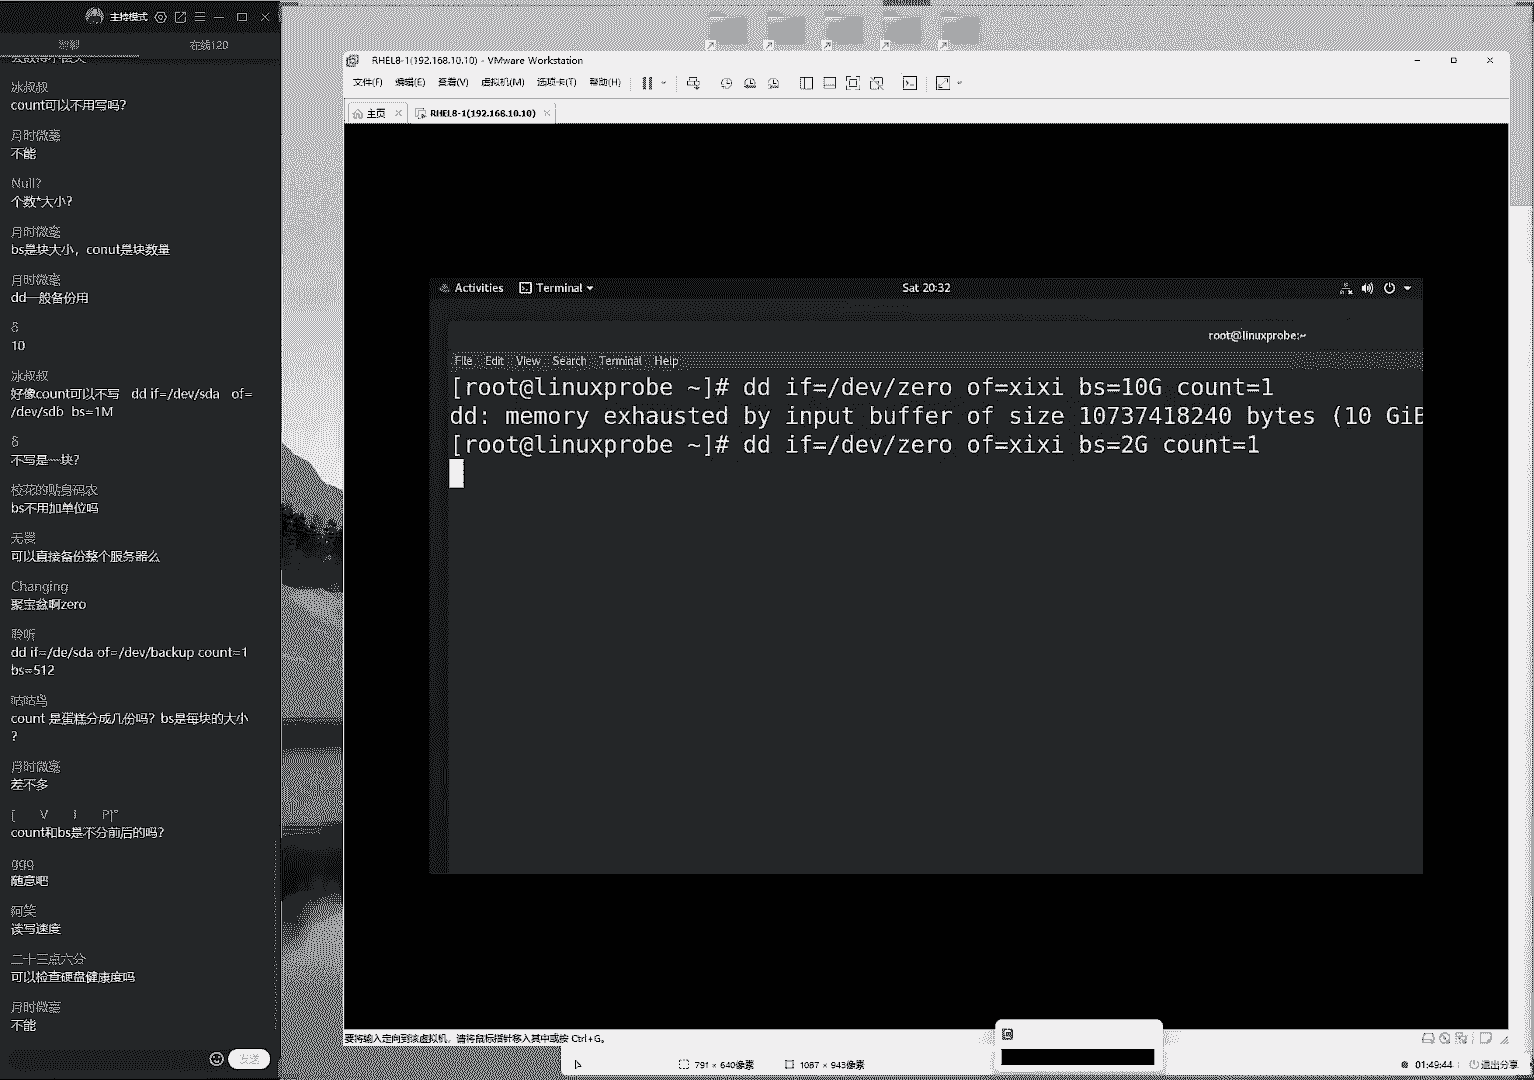 主持模式
在线120
冰叔叔
count可以不用写吗?
月时微毫
不能
Null?
个数*大小?
月时微毫
bs是块大小，conut是块数量
月时微毫
dd一般备份用
10
冰叔叔
好像count可以不写 dd if=/dev/sda of=
/dev/sdb bs=1M
不写是一块?
校花的贴身码农
bs不用加单位吗
可以直接备份整个服务器么
Changing
聚宝盆啊zero
聆听
dd if=/de/sda of=/dev/backup count=1
bs=512
咕咕鸟
count 是蛋糕分成几份吗？bs是每块的大小
?
月时微毫
差不多
[ V I P]°
count和bs是不分前后的吗?
ggg
随意吧
阿笑
读写速度
二十三点六分
可以检查硬盘健康度吗
月时微毫
不能
发送
RHEL8-1(192.168.10.10) - VMware Workstation
文件(F) 编辑(E) 查看(V) 虚拟机(M) 选项卡(T) 帮助(H)
主页
RHEL8-1(192.168.10.10)
Activities Terminal Sat 20:32
root@linuxprobe:~
File Edit View Search Terminal Help
[root@linuxprobe ~]# dd if=/dev/zero of=xixi bs=10G count=1
dd: memory exhausted by input buffer of size 10737418240 bytes (10 GiB
[root@linuxprobe ~]# dd if=/dev/zero of=xixi bs=2G count=1
要将输入定向到该虚拟机，请将鼠标指针移入其中或按 Ctrl+G。
791 × 640像素 1087 × 943像素 01:49:44 退出分享